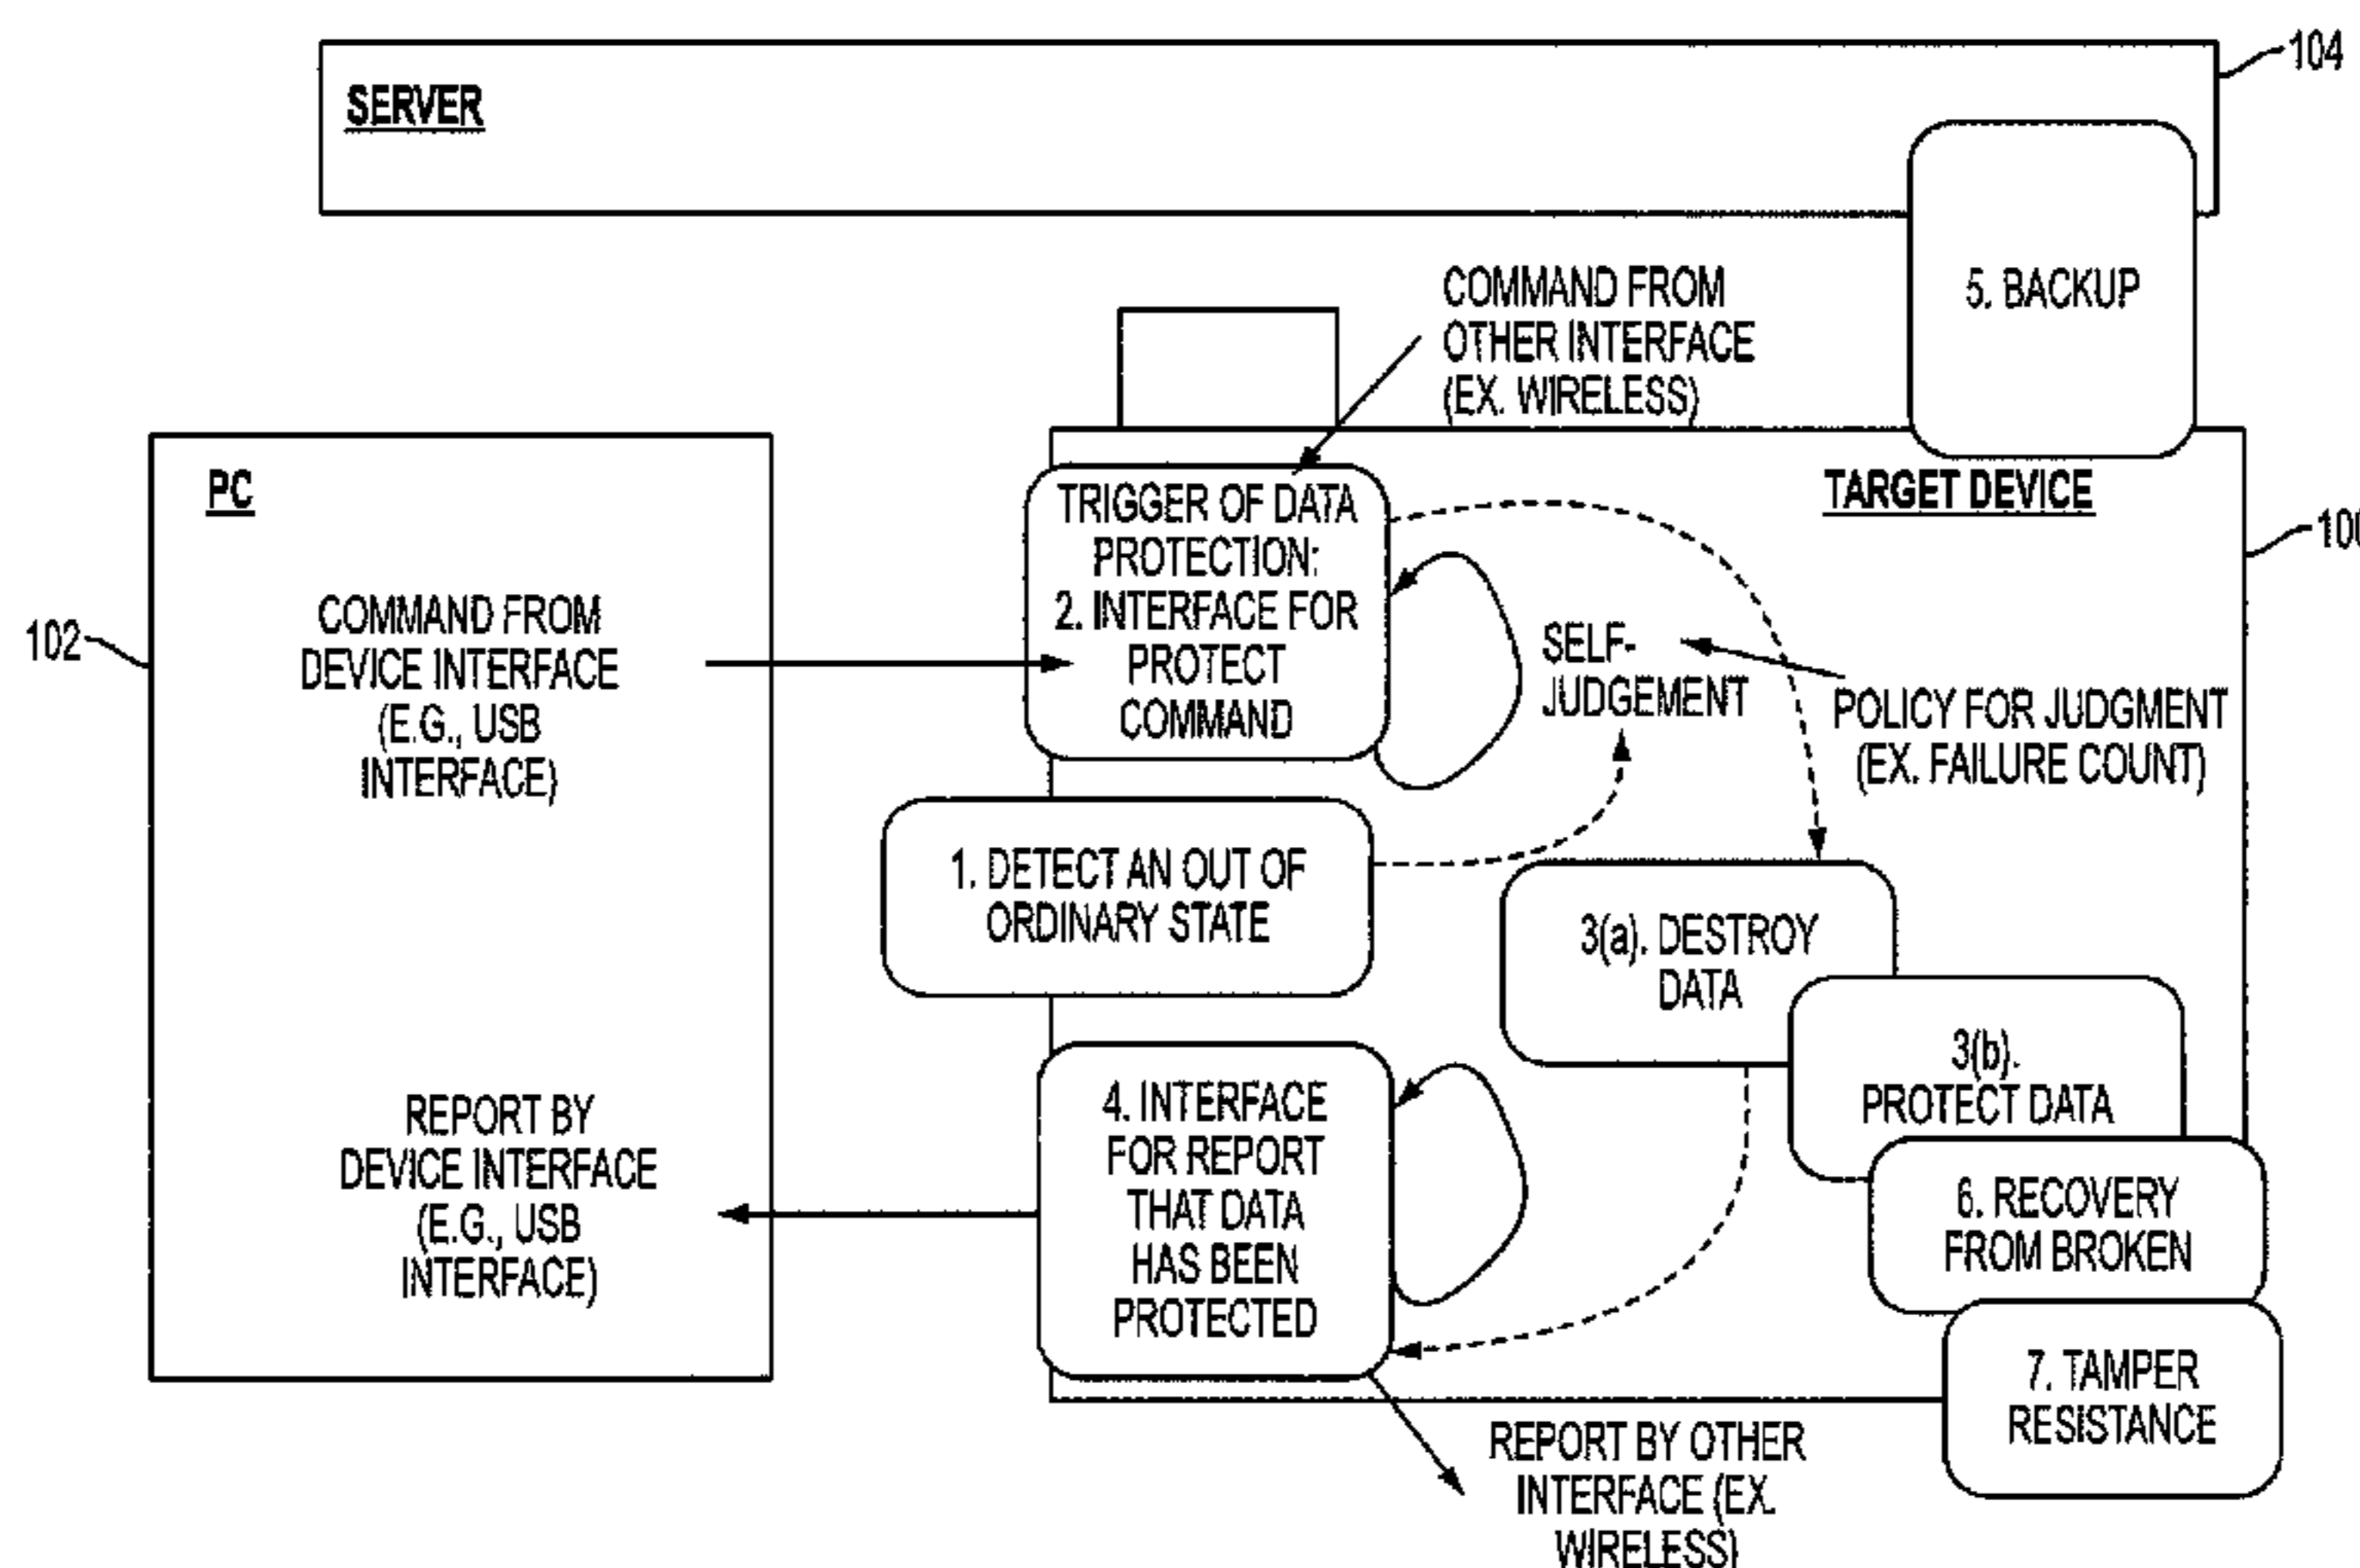 104
SERVER
5. BACKUP
COMMAND FROM
OTHER INTERFACE
(EX. WIRELESS)
PC
102
COMMAND FROM
DEVICE INTERFACE
(E.G., USB
INTERFACE)
TARGET DEVICE
TRIGGER OF DATA
PROTECTION:
2. INTERFACE FOR
PROTECT
COMMAND
SELF-
JUDGEMENT
POLICY FOR JUDGMENT
(EX. FAILURE COUNT)
1. DETECT AN OUT OF
ORDINARY STATE
3(a). DESTROY
DATA
3(b).
PROTECT DATA
REPORT BY
DEVICE INTERFACE
(E.G., USB
INTERFACE)
4. INTERFACE
FOR REPORT
THAT DATA
HAS BEEN
PROTECTED
6. RECOVERY
FROM BROKEN
7. TAMPER
RESISTANCE
REPORT BY OTHER
INTERFACE (EX.
WIRELESS)